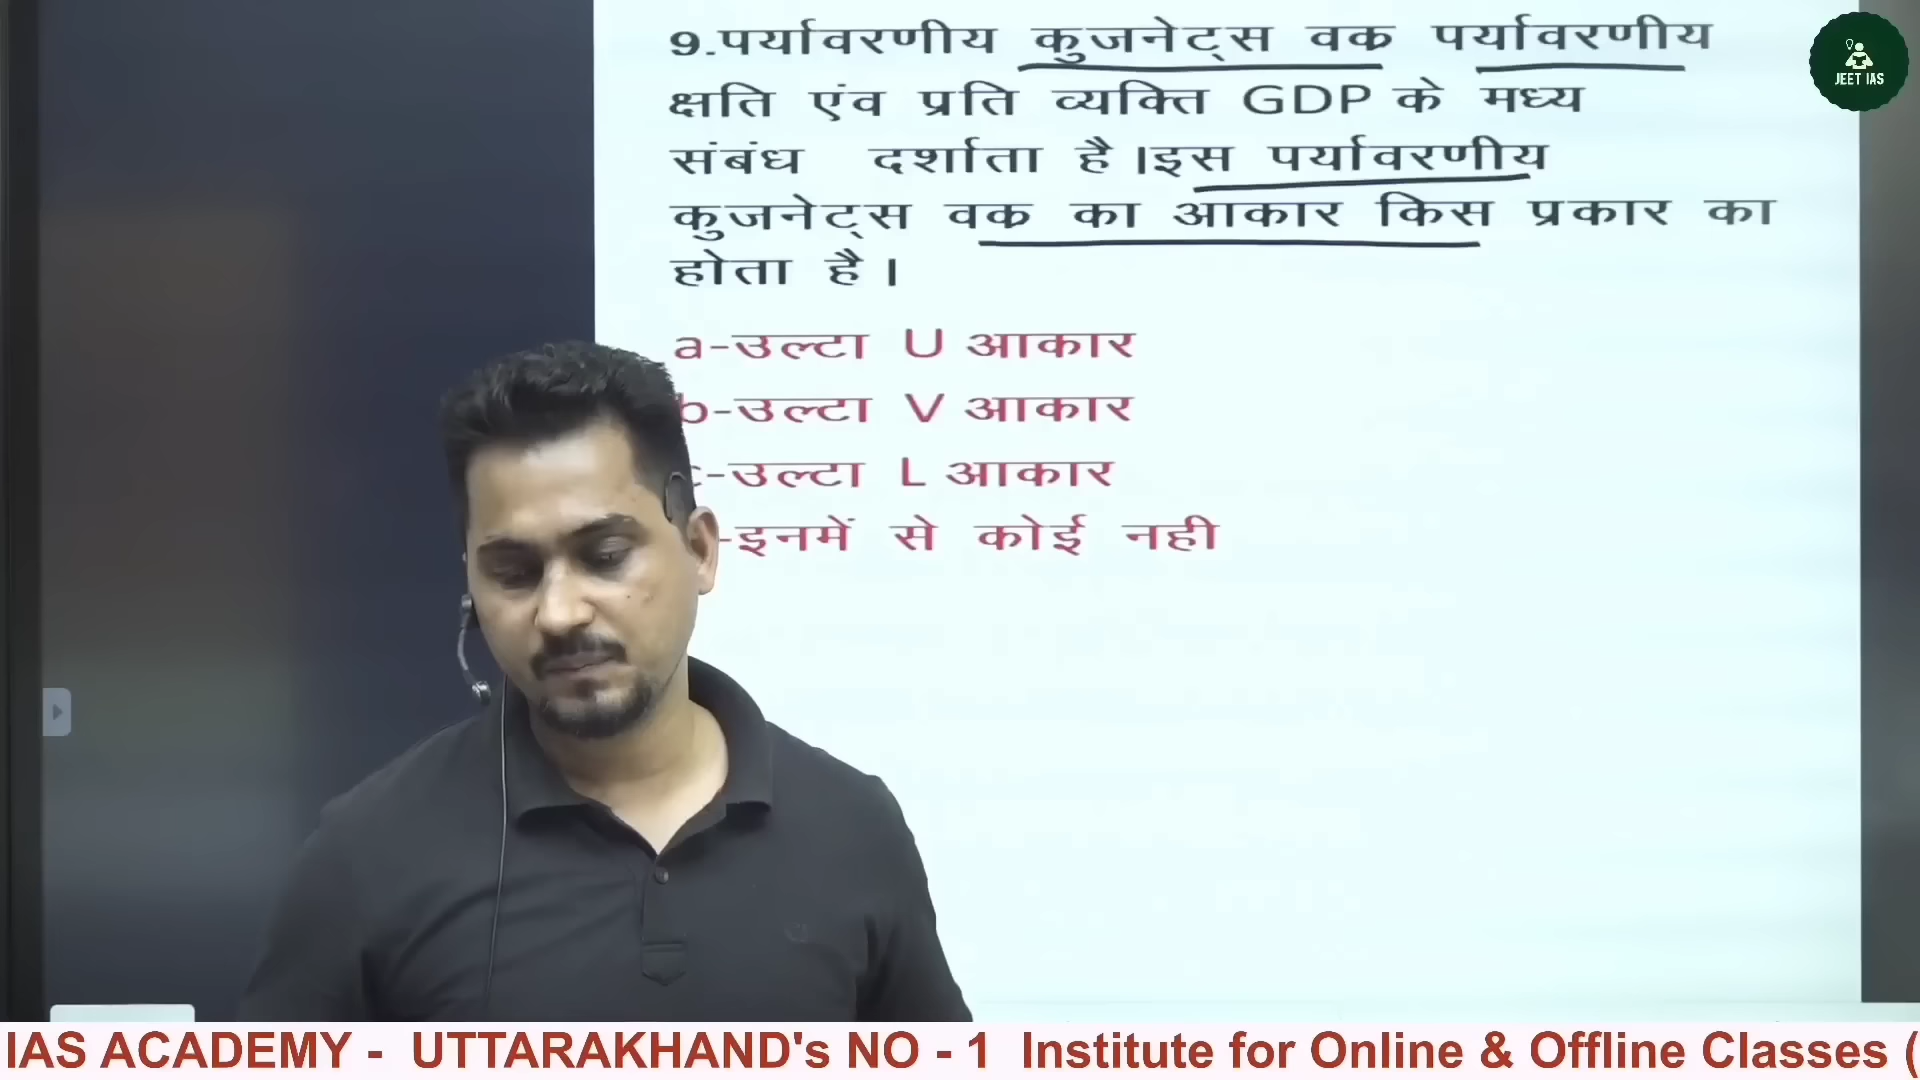 9.पर्यावरणीय कुजनेट्स वक्र पर्यावरणीय
क्षति एंव प्रति व्यक्ति GDP के मध्य
संबंध दर्शाता है।इस पर्यावरणीय
कुजनेट्स वक्र का आकार किस प्रकार का
होता है।
a-उल्टा U आकार
b-उल्टा V आकार
c-उल्टा L आकार
-इनमें से कोई नही
JEET IAS
IAS ACADEMY - UTTARAKHAND's NO - 1 Institute for Online & Offline Classes (